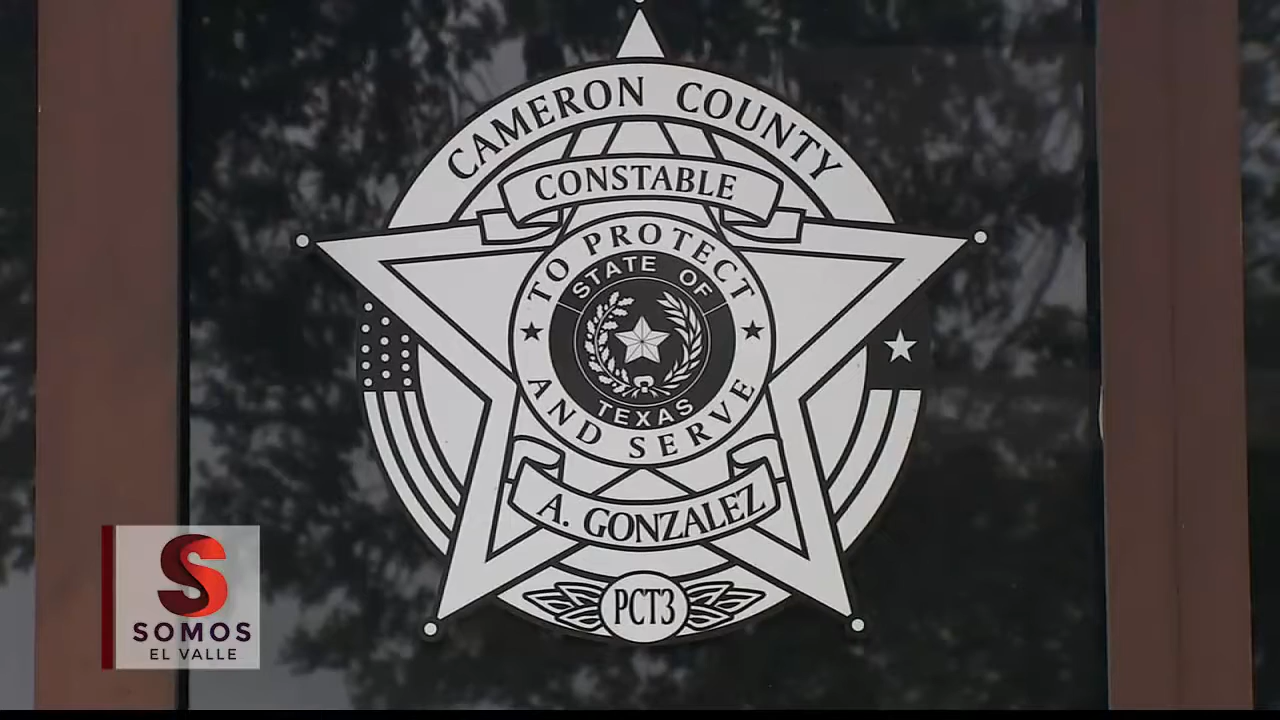 CAMERON COUNTY
CONSTABLE
TO PROTECT
STATE OF
TEXAS
AND SERVE
A. GONZALEZ
PCT3
S
SOMOS
EL VALLE